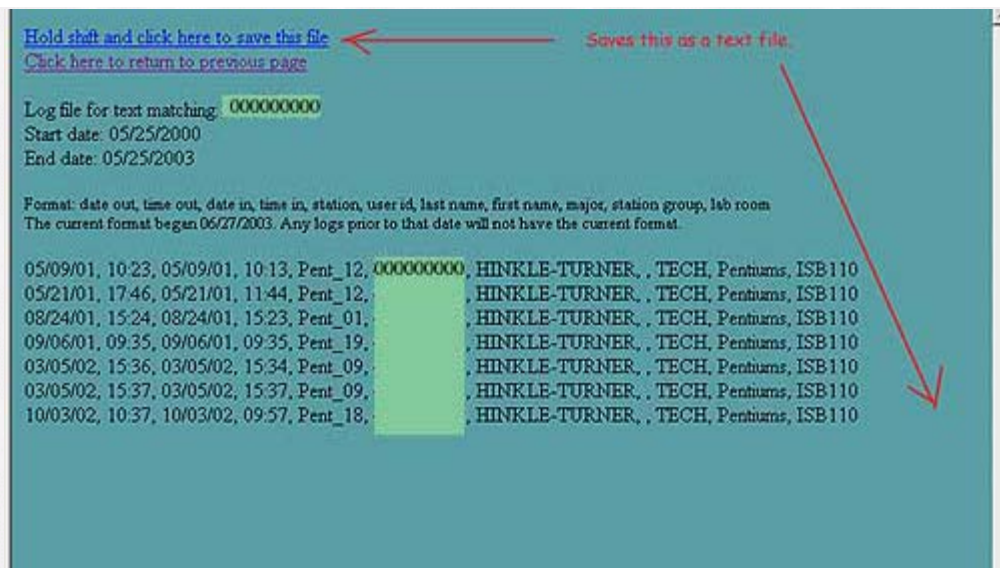 Hold shift and click here to save this file
Saves this as a text file.
Click here to return to previous page
Log file for text matching: 000000000
Start date: 05/25/2000
End date: 05/25/2003
Format: date out, time out, date in, time in, station, user id, last name, first name, major, station group, lab room
The current format began 06/27/2003. Any logs prior to that date will not have the current format.
05/09/01, 10:23, 05/09/01, 10:13, Pent_12, 000000000, HINKLE-TURNER, , TECH, Pentiums, ISB110
05/21/01, 17:46, 05/21/01, 11:44, Pent_12, , HINKLE-TURNER, , TECH, Pentiums, ISB110
08/24/01, 15:24, 08/24/01, 15:23, Pent_01, , HINKLE-TURNER, , TECH, Pentiums, ISB110
09/06/01, 09:35, 09/06/01, 09:35, Pent_19, , HINKLE-TURNER, , TECH, Pentiums, ISB110
03/05/02, 15:36, 03/05/02, 15:34, Pent_09, , HINKLE-TURNER, , TECH, Pentiums, ISB110
03/05/02, 15:37, 03/05/02, 15:37, Pent_09, , HINKLE-TURNER, , TECH, Pentiums, ISB110
10/03/02, 10:37, 10/03/02, 09:57, Pent_18, , HINKLE-TURNER, , TECH, Pentiums, ISB110